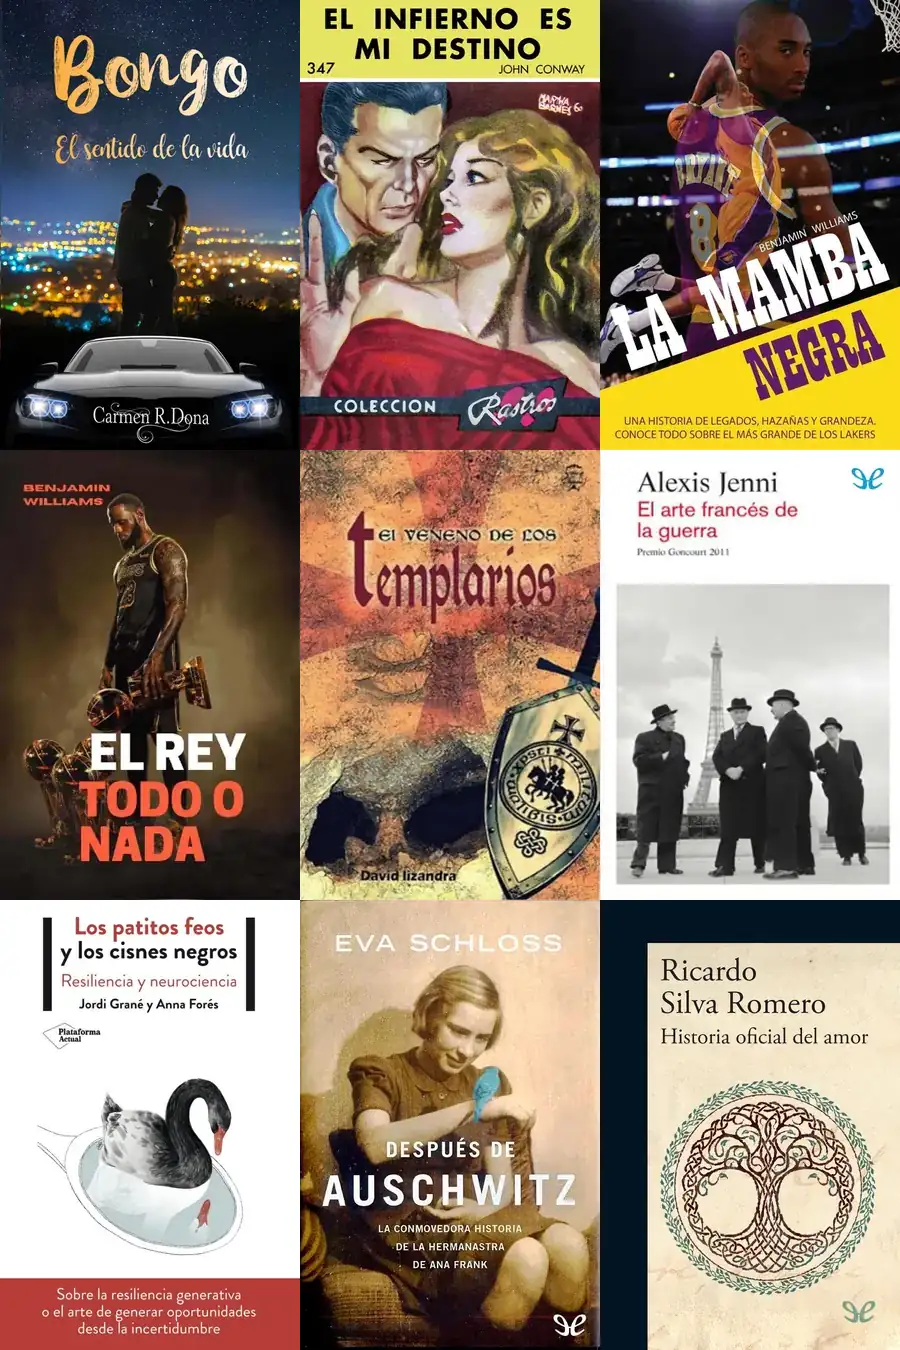 Bongo
El sentido de la vida
Carmen R. Dona
EL INFIERNO ES
MI DESTINO
347
JOHN CONWAY
MARTHA
BARNES 60
COLECCION
Rastros
BRYANT
8
BENJAMIN WILLIAMS
LA MAMBA
NEGRA
UNA HISTORIA DE LEGADOS, HAZAÑAS Y GRANDEZA.
CONOCE TODO SOBRE EL MÁS GRANDE DE LOS LAKERS
BENJAMIN
WILLIAMS
EL REY
TODO O
NADA
EL VENENO DE LOS
templarios
David lizandra
Alexis Jenni
El arte francés de
la guerra
Premio Goncourt 2011
Los patitos feos
y los cisnes negros
Resiliencia y neurociencia
Jordi Grané y Anna Forés
Plataforma
Actual
Sobre la resiliencia generativa
o el arte de generar oportunidades
desde la incertidumbre
EVA SCHLOSS
DESPUÉS DE
AUSCHWITZ
LA CONMOVEDORA HISTORIA
DE LA HERMANASTRA
DE ANA FRANK
Ricardo
Silva Romero
Historia oficial del amor